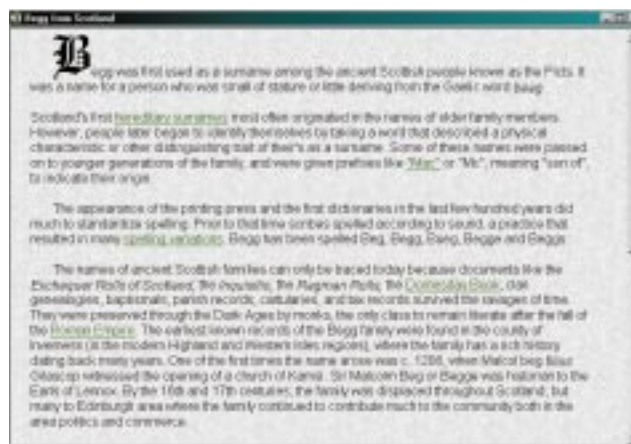 Begg from Scotland
Begg was first used as a surname among the ancient Scottish people known as the Picts. It
was a name for a person who was small of stature or little deriving from the Gaelic word
Scotland's first hereditary surnames most often originated in the names of older family members.
However, people later began to identify themselves by taking a word that described a physical
characteristic or other distinguishing trait of their's as a surname. Some of these names were passed
on to younger generations of the family, and were given prefixes like "Mac" or "Mc", meaning "son of",
to indicate their origin.
The appearance of the printing press and the first dictionaries in the last few hundred years did
much to standardize spelling. Prior to that time scribes spelled according to sound, a practice that
resulted in many spelling variations. Begg has been spelled Beg, Begg, Begge and Beggs.
The names of ancient Scottish families can only be traced today because documents like the
Exchequer Rolls of Scotland, the Inquisitio, the Ragman Rolls, the Domesday Book, clan
genealogies, baptismals, parish records, cartularies, and tax records survived the ravages of time.
They were preserved through the Dark Ages by monks, the only class to remain literate after the fall of
the Roman Empire. The earliest known records of the Begg family were found in the county of
Inverness (is the modern Highland and Western Isles regions), where the family has a rich history
dating back many years. One of the first times the name arose was c. when Malcol beg
witnessed the opening of a church of Sir Malcolm Beg or Begge was historian to the
Earls of Lennox. By the 16th and 17th centuries, the family was displaced throughout Scotland, but
many to Edinburgh area where the family continued to contribute much to the community both in the
area politics and commerce.